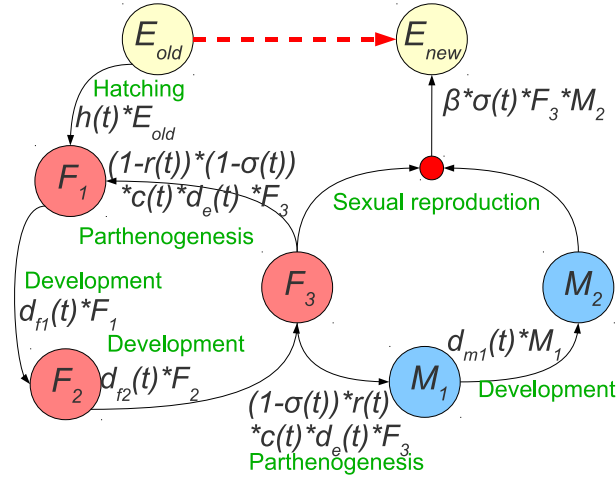 E_old
E_new
Hatching
h(t)*E_old
β*σ(t)*F_3*M_2
(1-r(t))*(1-σ(t))
*c(t)*d_e(t) *F_3
F_1
Sexual reproduction
Parthenogenesis
Development
d_f1(t)*F_1
F_3
M_2
Development
d_f2(t)*F_2
d_m1(t)*M_1
F_2
M_1
Development
(1-σ(t))*r(t)
*c(t)*d_e(t)*F_3
Parthenogenesis